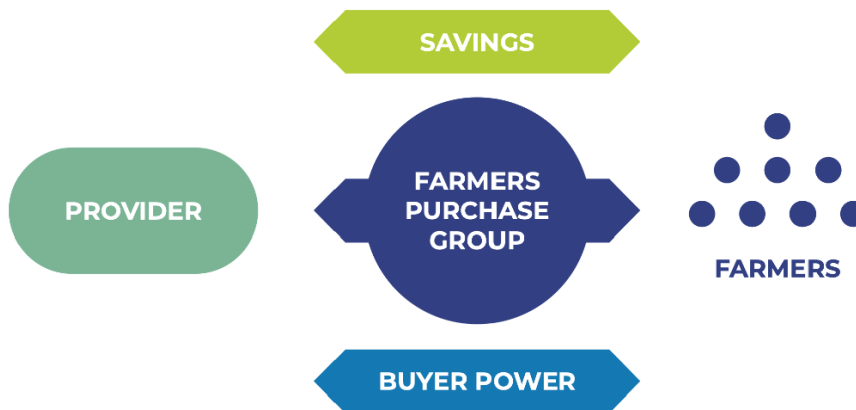 SAVINGS
PROVIDER
FARMERS
PURCHASE
GROUP
FARMERS
BUYER POWER